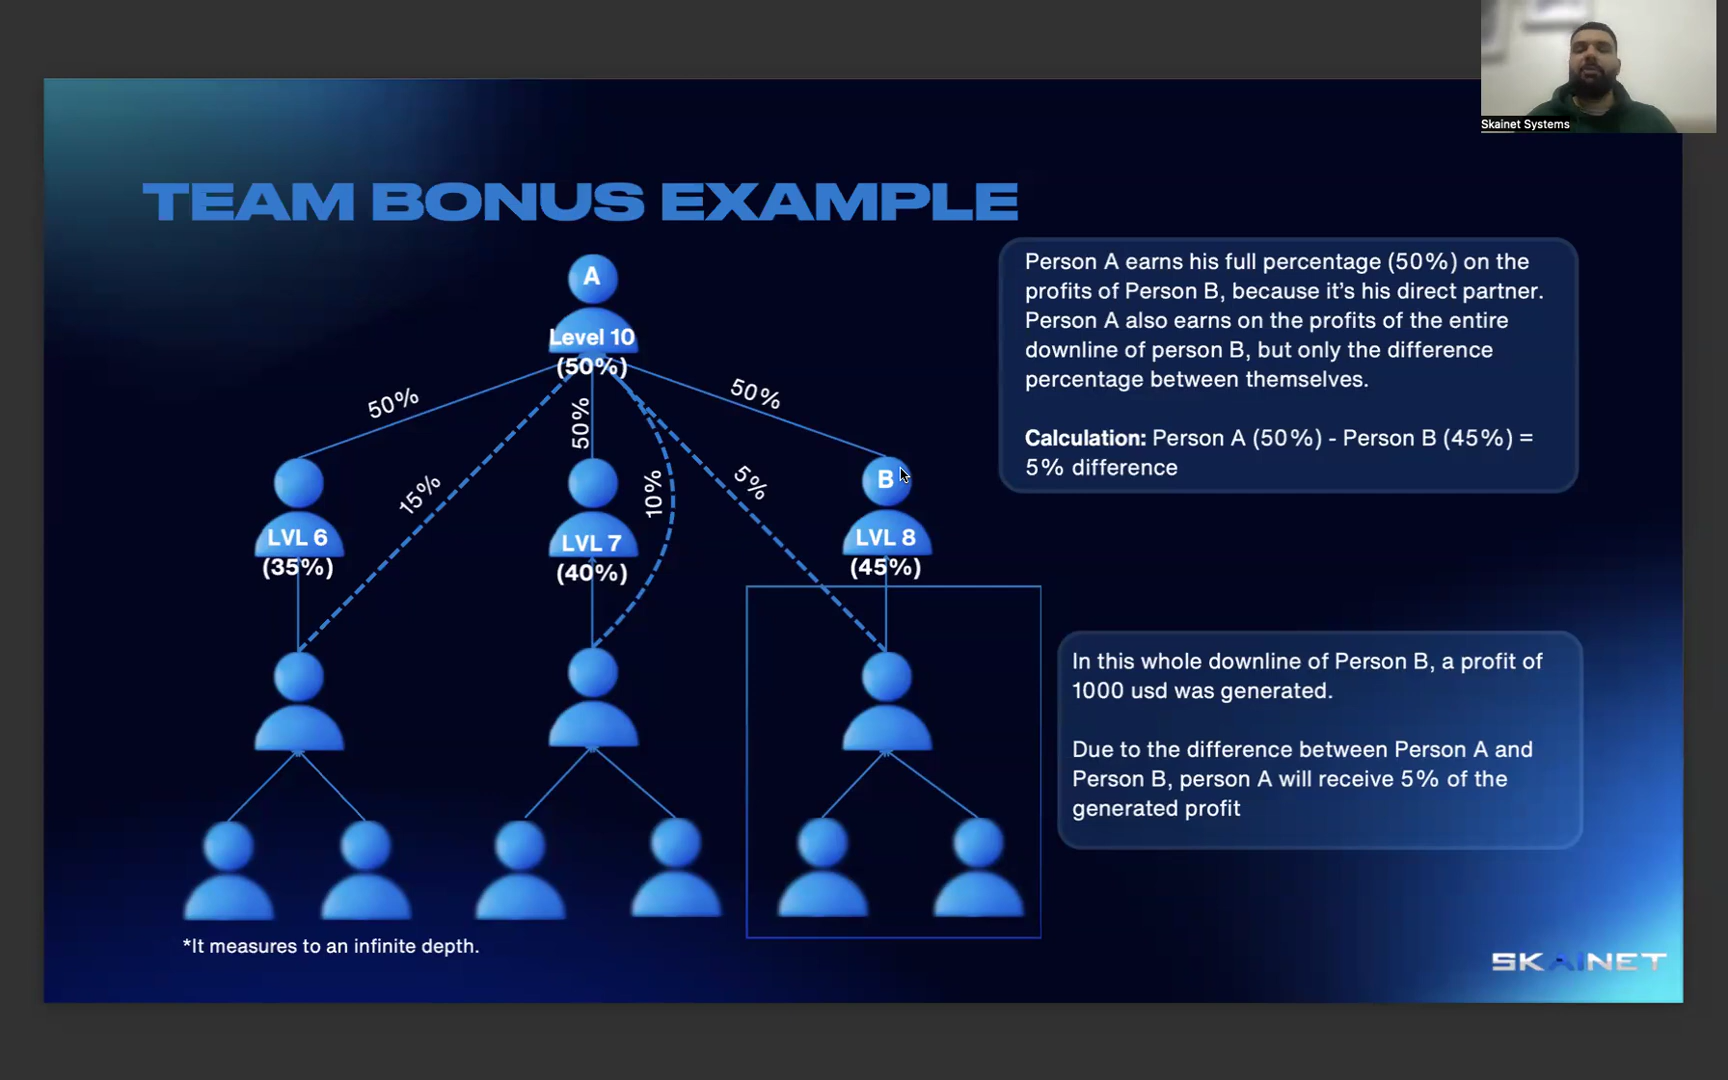 Skainet Systems
TEAM BONUS EXAMPLE
A
Level 10
(50%)
50%
50%
50%
15%
10%
5%
B
LVL 6
(35%)
LVL 7
(40%)
LVL 8
(45%)
Person A earns his full percentage (50%) on the
profits of Person B, because it’s his direct partner.
Person A also earns on the profits of the entire
downline of person B, but only the difference
percentage between themselves.
Calculation: Person A (50%) - Person B (45%) =
5% difference
In this whole downline of Person B, a profit of
1000 usd was generated.
Due to the difference between Person A and
Person B, person A will receive 5% of the
generated profit
*It measures to an infinite depth.
SKAINET